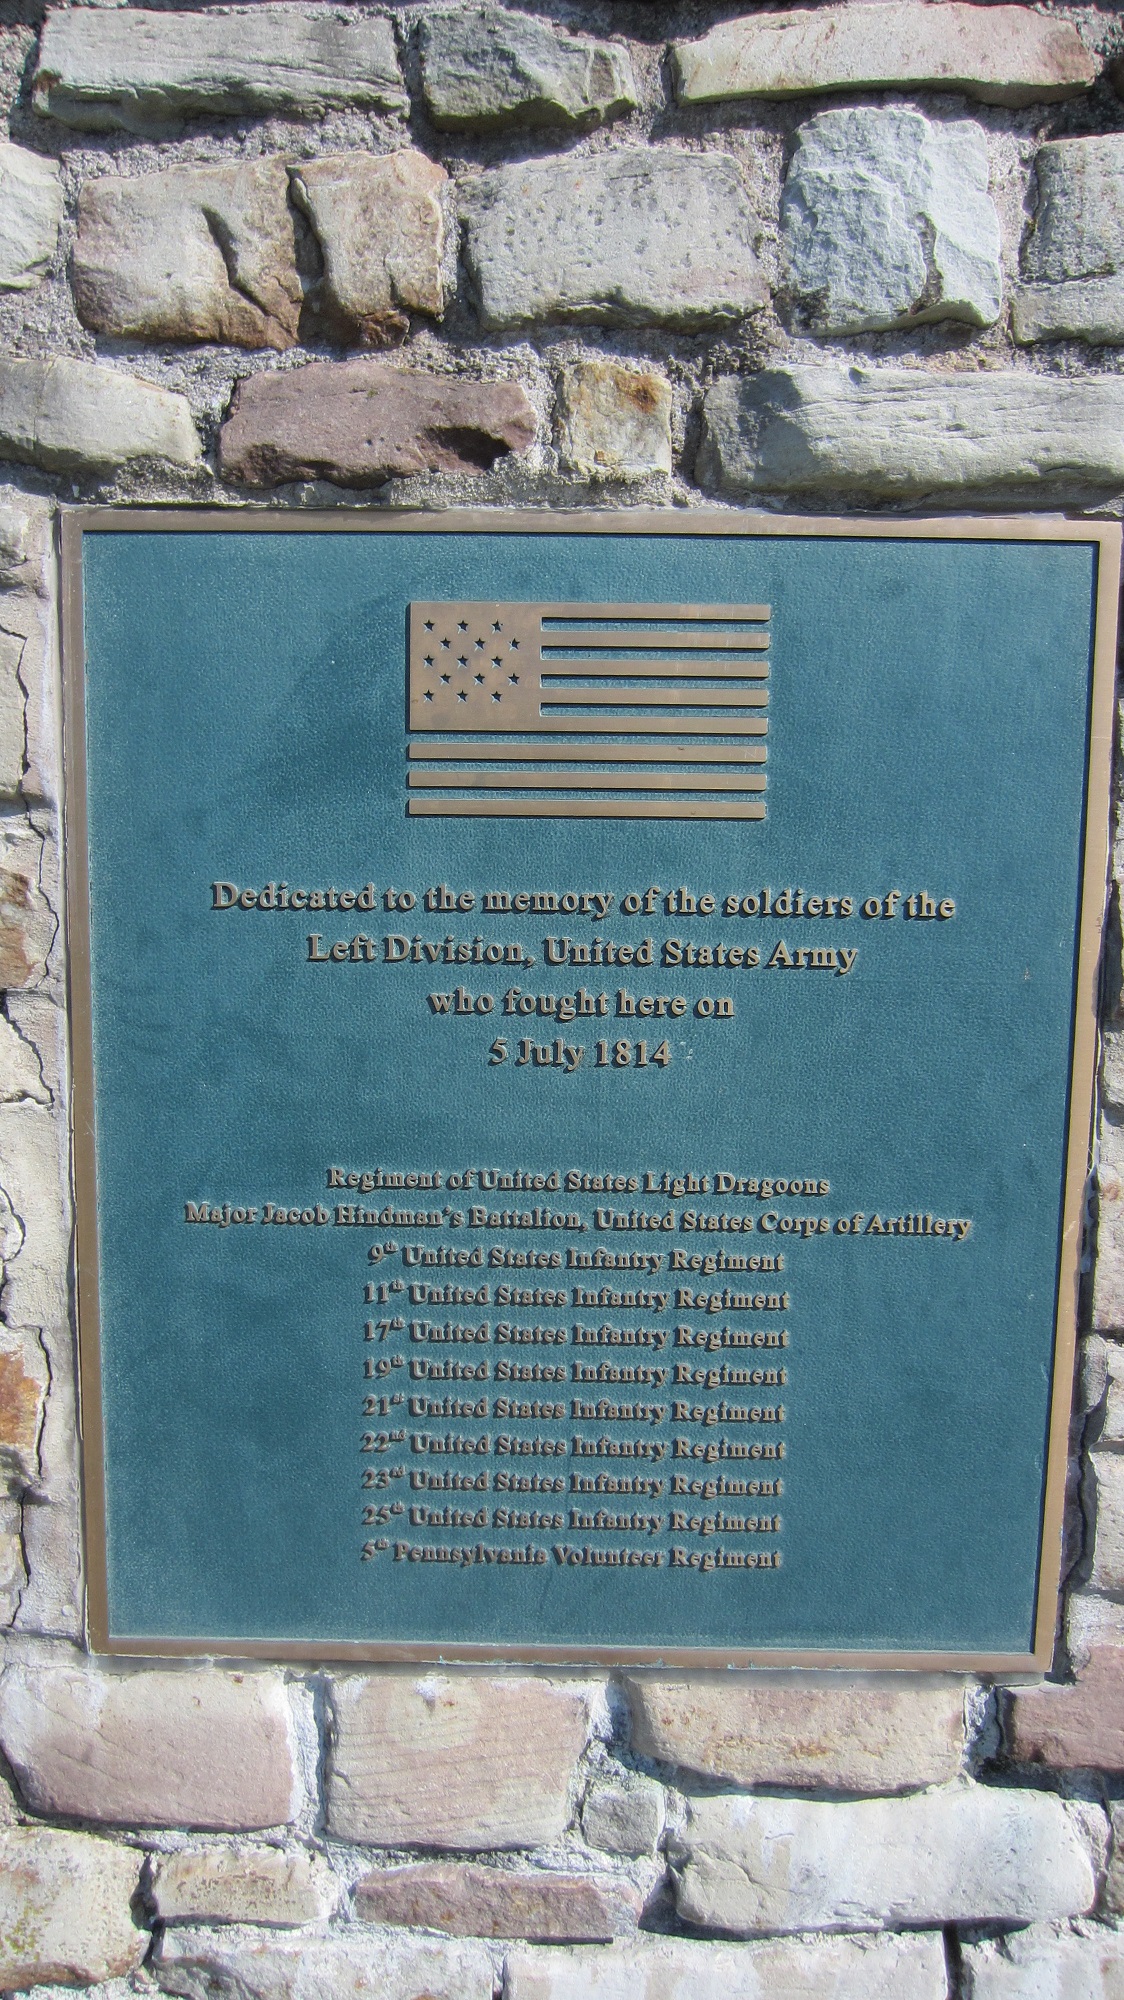 Dedicated to the memory of the soldiers of the
Left Division, United States Army
who fought here on
5 July 1814
Regiment of United States Light Dragoons
Major Jacob Hindman's Battalion, United States Corps of Artillery
9th United States Infantry Regiment
11th United States Infantry Regiment
17th United States Infantry Regiment
19th United States Infantry Regiment
21st United States Infantry Regiment
22nd United States Infantry Regiment
23rd United States Infantry Regiment
25th United States Infantry Regiment
5th Pennsylvania Volunteer Regiment